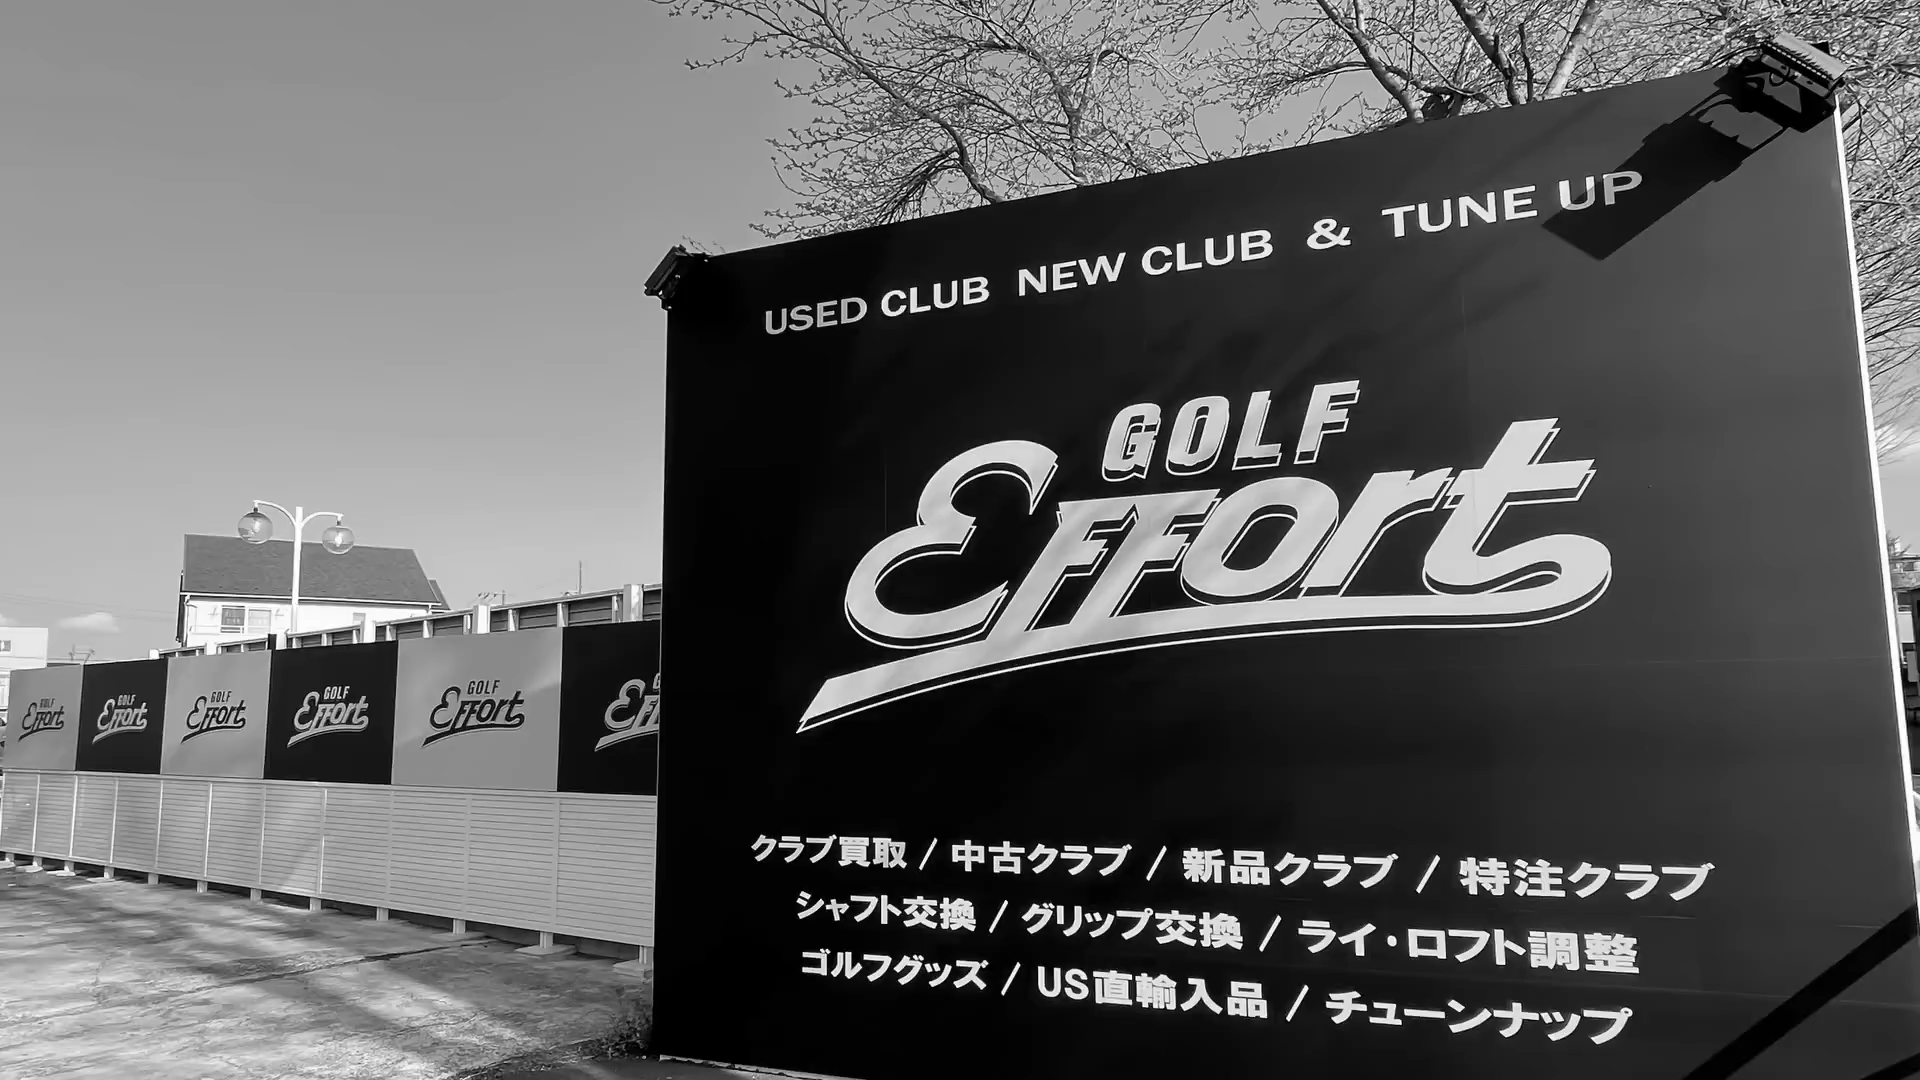 USED CLUB NEW CLUB & TUNE UP
GOLF
Effort
クラブ買取 / 中古クラブ / 新品クラブ / 特注クラブ
シャフト交換 / グリップ交換 / ライ・ロフト調整
ゴルフグッズ / US直輸入品 / チューンナップ
GOLF
Effort
GOLF
Effort
GOLF
Effort
GOLF
Effort
GOLF
Effort
G
Eff